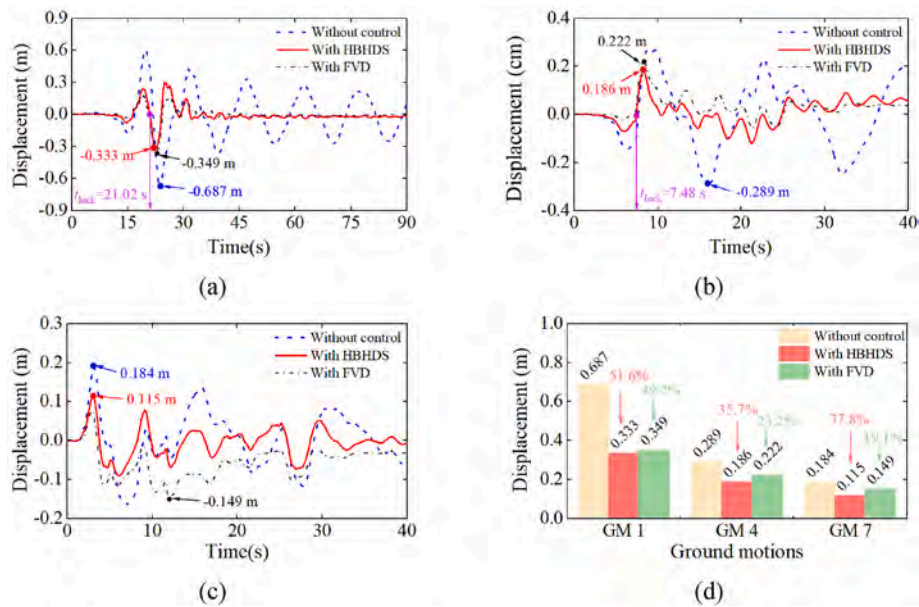 0.9
0.6
0.3
0.0
-0.3
-0.6
-0.9
Displacement (m)
Without control
With HBHDS
With FVD
-0.333 m
-0.349 m
-0.687 m
t lock=21.02 s
0 15 30 45 60 75 90
Time(s)
(a)
0.4
0.2
0.0
-0.2
-0.4
Displacement (cm)
0.222 m
0.186 m
Without control
With HBHDS
With FVD
-0.289 m
t lock=7.48 s
0 10 20 30 40
Time(s)
(b)
0.3
0.2
0.1
0.0
-0.1
-0.2
Displacement (m)
Without control
With HBHDS
With FVD
0.184 m
0.115 m
-0.149 m
0 10 20 30 40
Time(s)
(c)
1.0
0.8
0.6
0.4
0.2
0.0
Displacement (m)
Without control
With HBHDS
With FVD
0.687
51.6%
0.333
0.349
35.7%
23.2%
0.289
0.186
0.222
37.8%
19.1%
0.184
0.115
0.149
GM 1 GM 4 GM 7
Ground motions
(d)